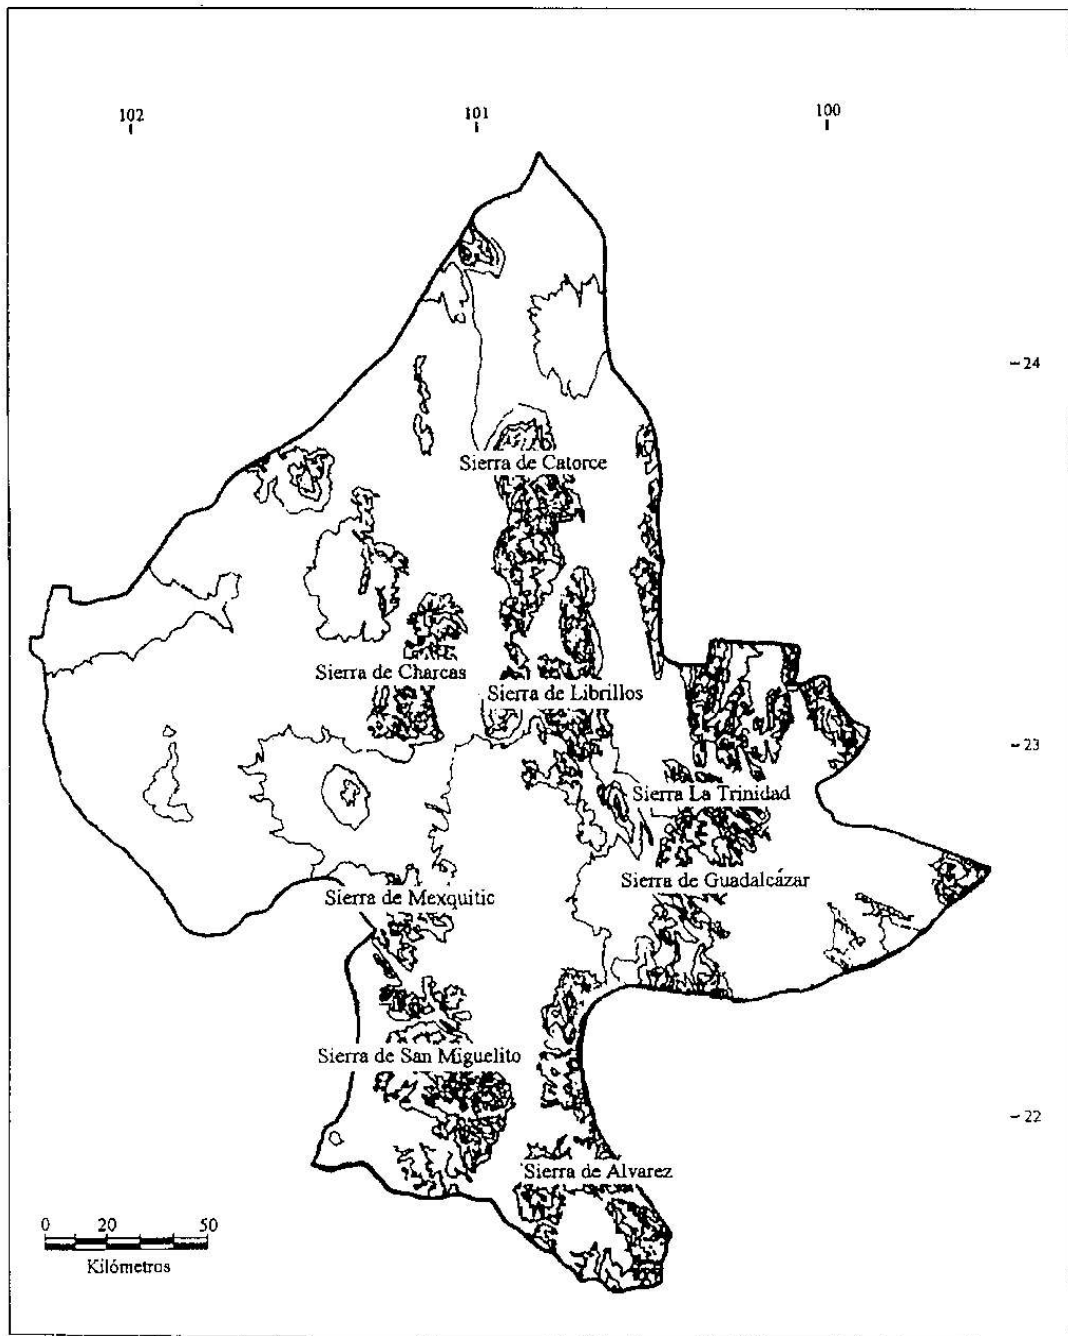 102
101
100
24
Sierra de Catorce
Sierra de Charcas
Sierra de Librillos
23
Sierra La Trinidad
Sierra de Guadalcázar
Sierra de Mexquitic
Sierra de San Miguelito
22
Sierra de Alvarez
0 20 50
Kilómetros